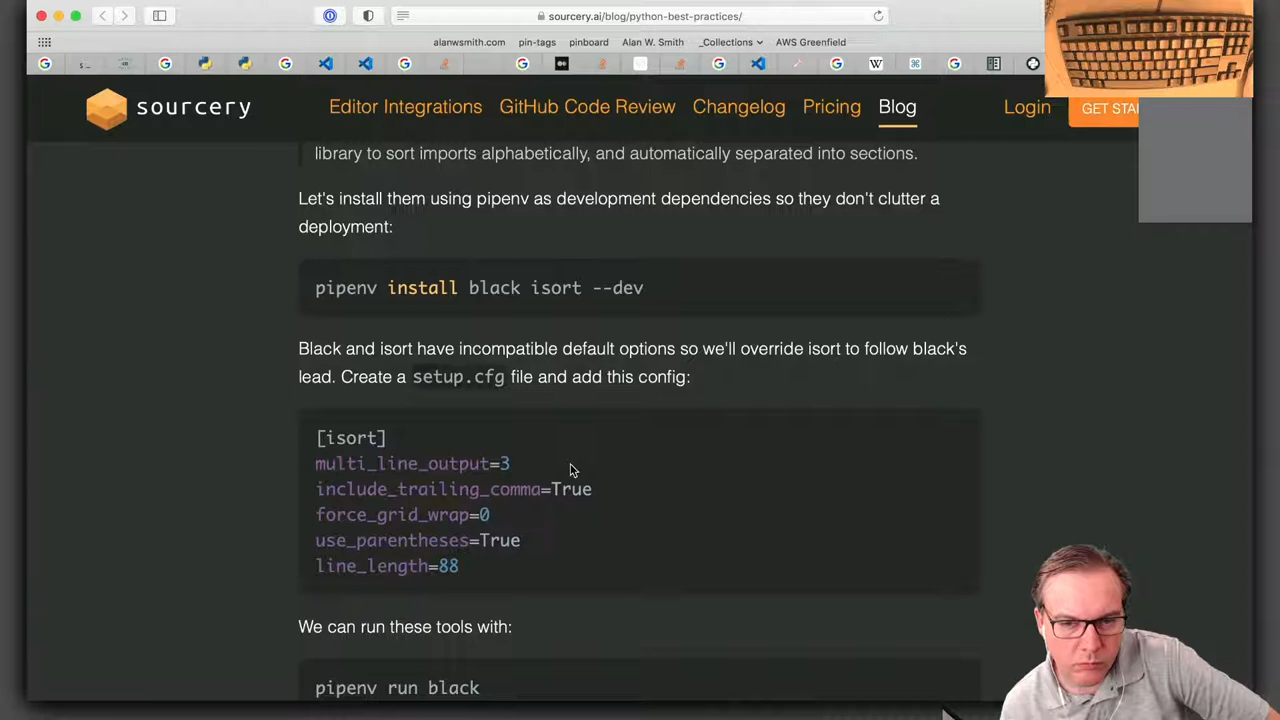 sourcery.ai/blog/python-best-practices/
alanwsmith.com pin-tags pinboard Alan W. Smith _Collections AWS Greenfield
sourcery Editor Integrations GitHub Code Review Changelog Pricing Blog Login GET STA
library to sort imports alphabetically, and automatically separated into sections.
Let's install them using pipenv as development dependencies so they don't clutter a
deployment:
pipenv install black isort --dev
Black and isort have incompatible default options so we'll override isort to follow black's
lead. Create a setup.cfg file and add this config:
[isort]
multi_line_output=3
include_trailing_comma=True
force_grid_wrap=0
use_parentheses=True
line_length=88
We can run these tools with:
pipenv run black